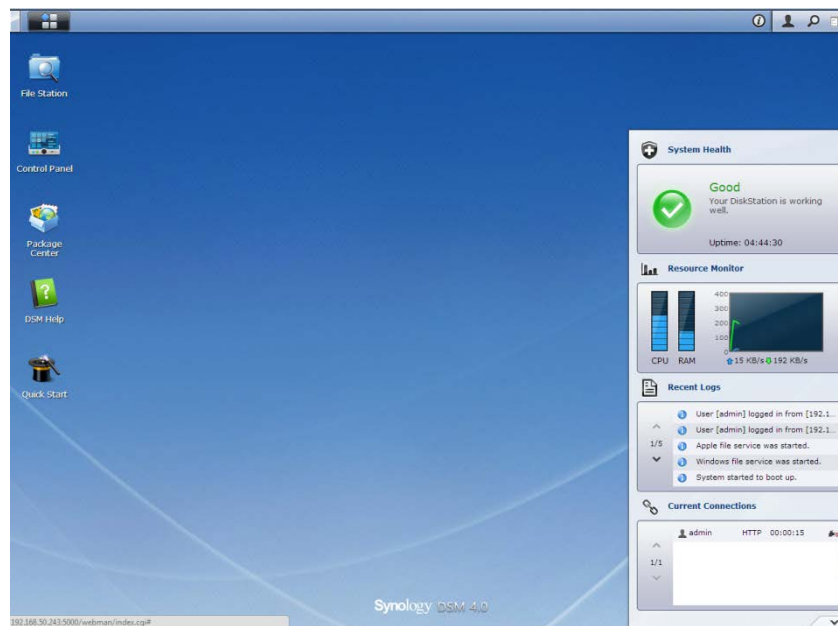 File Station
Control Panel
Package
Center
DSM Help
Quick Start
System Health
Good
Your DiskStation is working
well.
Uptime: 04:44:30
Resource Monitor
400
300
200
100
0
CPU RAM 15 KB/s 192 KB/s
Recent Logs
User [admin] logged in from [192.1...
User [admin] logged in from [192.1...
1/5
Apple file service was started.
Windows file service was started.
System started to boot up.
Current Connections
admin HTTP 00:00:15
1/1
Synology DSM 4.0
192.168.50.243:5000/webman/index.cgi#